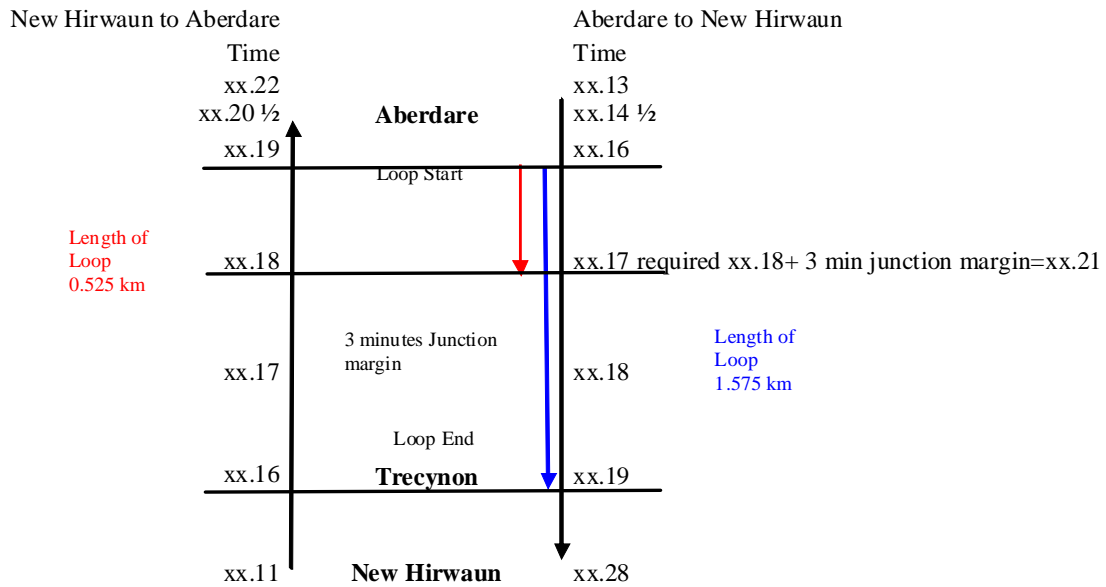 New Hirwaun to Aberdare
Aberdare to New Hirwaun
Time
Time
xx.22
xx.13
xx.20 ½
Aberdare
xx.14 ½
xx.19
xx.16
Loop Start
Length of
Loop
0.525 km
xx.18
xx.17 required xx.18+ 3 min junction margin=xx.21
3 minutes Junction
margin
Length of
Loop
1.575 km
xx.17
xx.18
Loop End
xx.16
Trecynon
xx.19
xx.11
New Hirwaun
xx.28